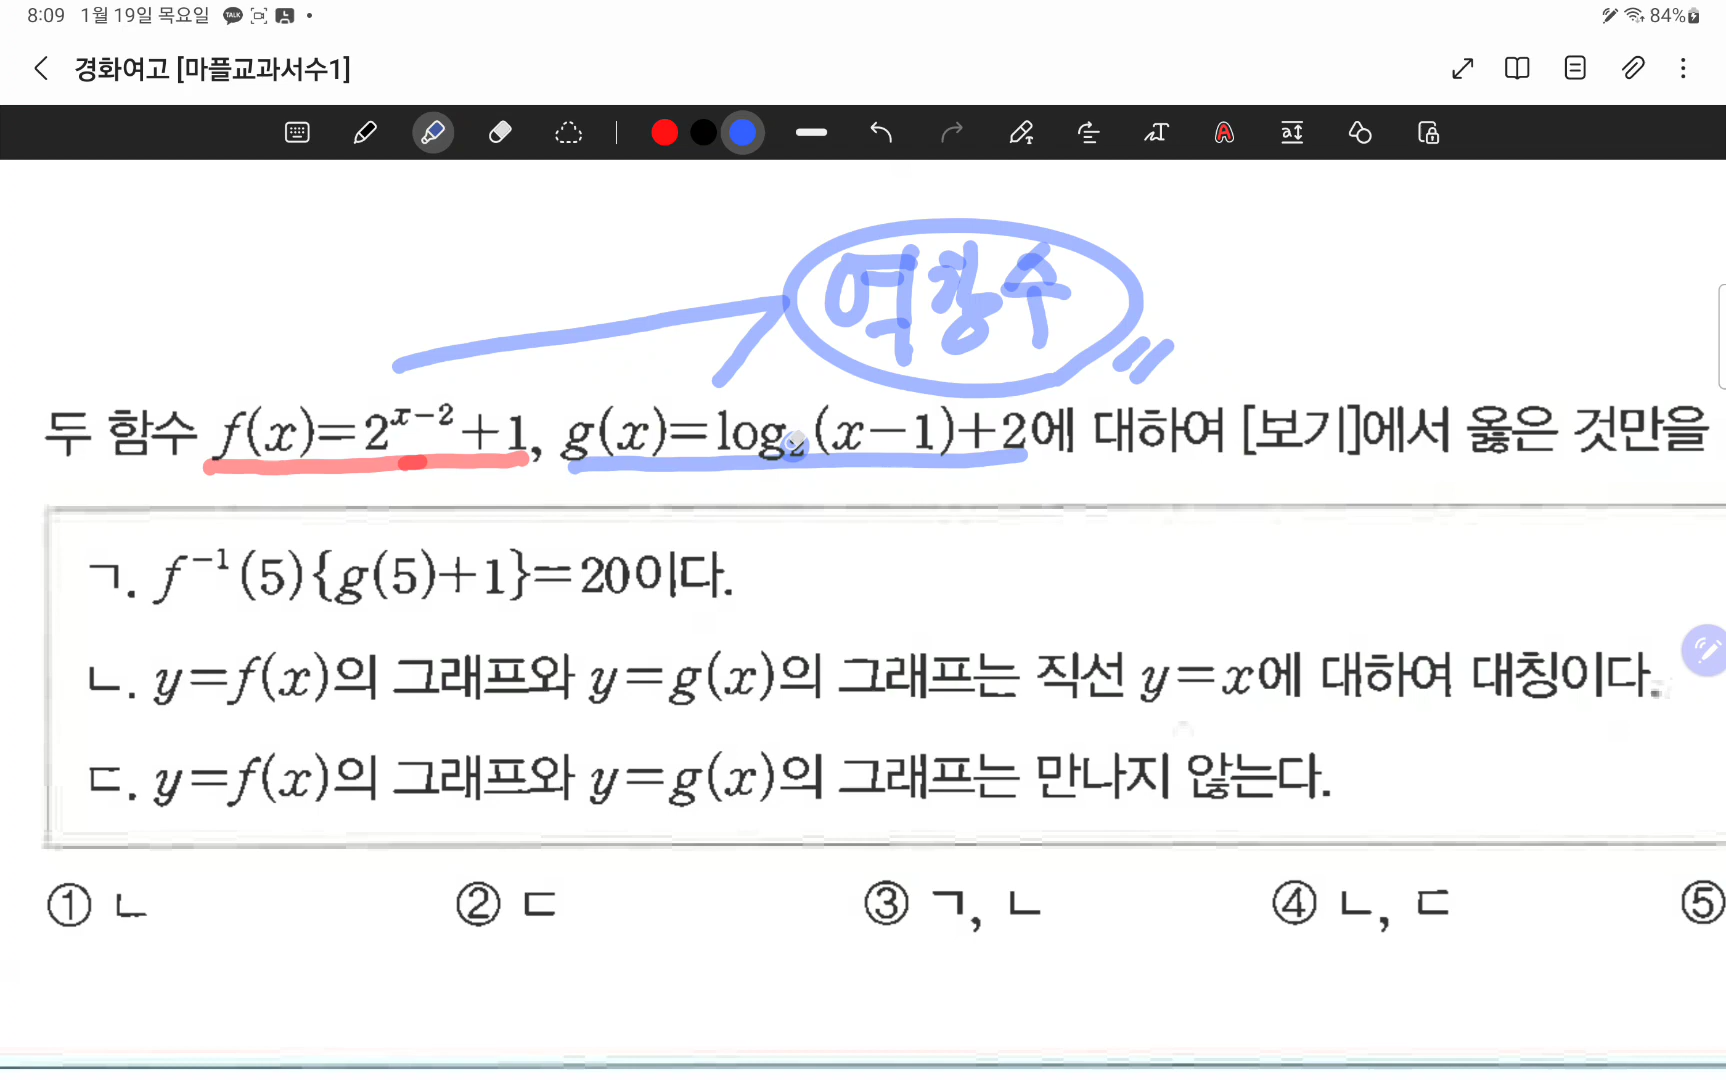 8:09 1월 19일 목요일 TALK 84%
경화여고 [마플교과서수1]
역함수
두 함수 f(x)=2^{x-2}+1, g(x)=log₂(x-1)+2에 대하여 [보기]에서 옳은 것만을
ㄱ. f⁻¹(5){g(5)+1}=20이다.
ㄴ. y=f(x)의 그래프와 y=g(x)의 그래프는 직선 y=x에 대하여 대칭이다.
ㄷ. y=f(x)의 그래프와 y=g(x)의 그래프는 만나지 않는다.
① ㄴ ② ㄷ ③ ㄱ, ㄴ ④ ㄴ, ㄷ ⑤